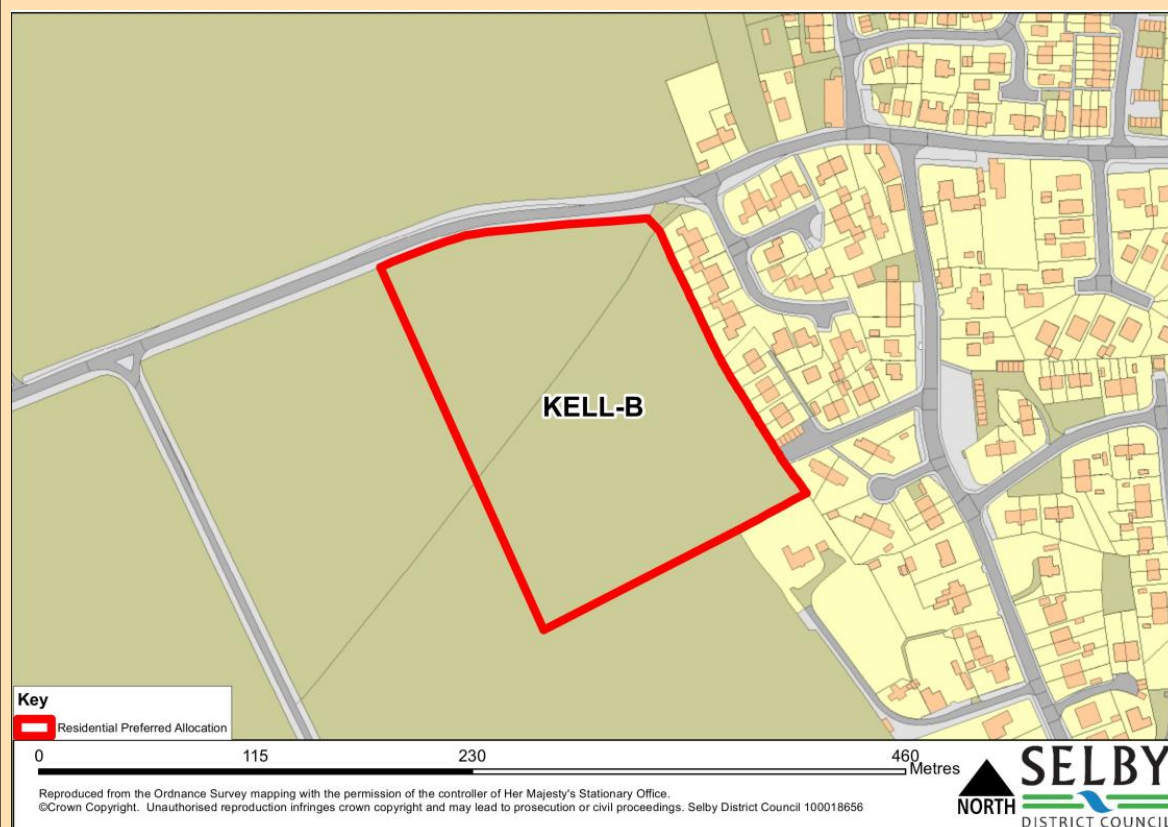 KELL-B
Key
Residential Preferred Allocation
0 115 230 460 Metres
Reproduced from the Ordnance Survey mapping with the permission of the controller of Her Majesty's Stationary Office.
©Crown Copyright. Unauthorised reproduction infringes crown copyright and may lead to prosecution or civil proceedings. Selby District Council 100018656
NORTH
SELBY
DISTRICT COUNCIL